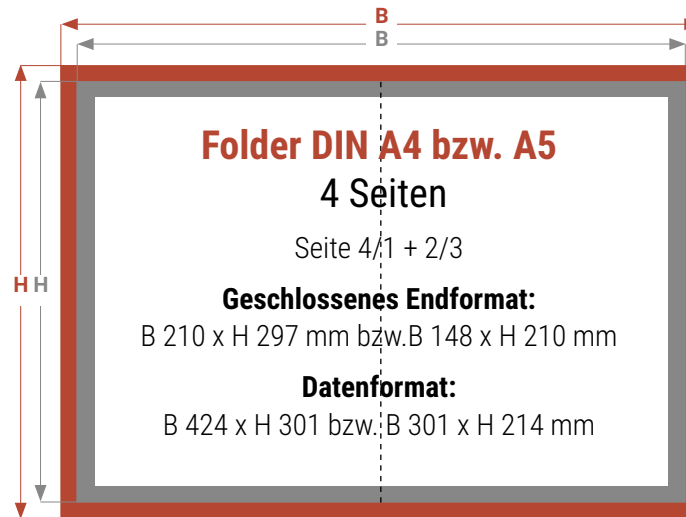 B
B
H H
Folder DIN A4 bzw. A5
4 Seiten
Seite 4/1 + 2/3
Geschlossenes Endformat:
B 210 x H 297 mm bzw.B 148 x H 210 mm
Datenformat:
B 424 x H 301 bzw. B 301 x H 214 mm